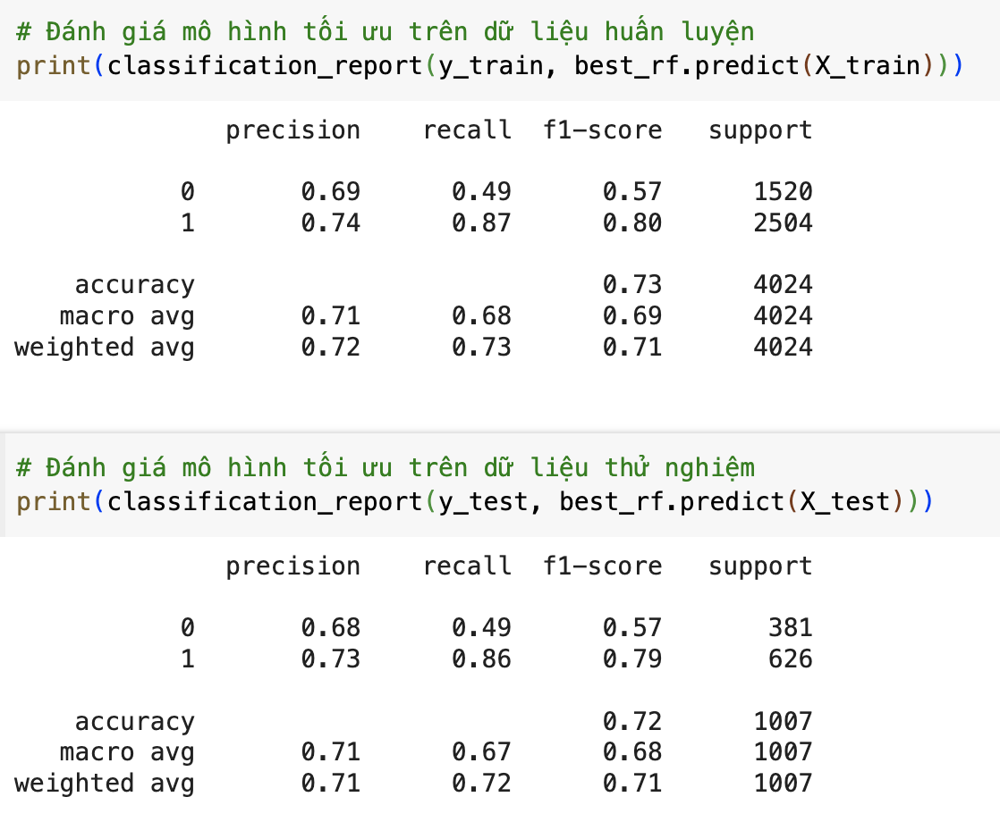 # Đánh giá mô hình tối ưu trên dữ liệu huấn luyện
print(classification_report(y_train, best_rf.predict(X_train)))
precision recall f1-score support
0 0.69 0.49 0.57 1520
1 0.74 0.87 0.80 2504
accuracy 0.73 4024
macro avg 0.71 0.68 0.69 4024
weighted avg 0.72 0.73 0.71 4024
# Đánh giá mô hình tối ưu trên dữ liệu thử nghiệm
print(classification_report(y_test, best_rf.predict(X_test)))
precision recall f1-score support
0 0.68 0.49 0.57 381
1 0.73 0.86 0.79 626
accuracy 0.72 1007
macro avg 0.71 0.67 0.68 1007
weighted avg 0.71 0.72 0.71 1007